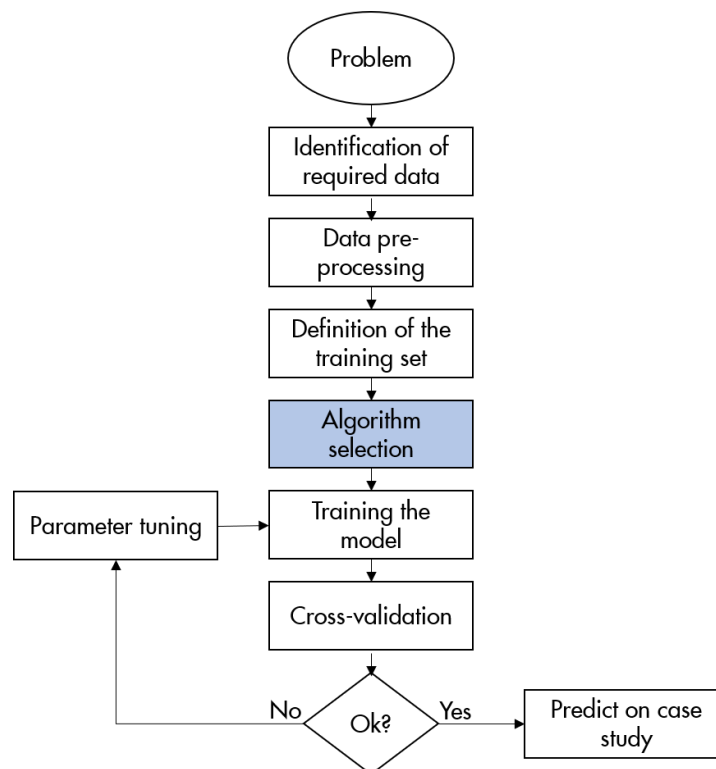 Problem
Identification of
required data
Data pre-
processing
Definition of the
training set
Algorithm
selection
Parameter tuning
Training the
model
Cross-validation
No
Ok?
Yes
Predict on case
study